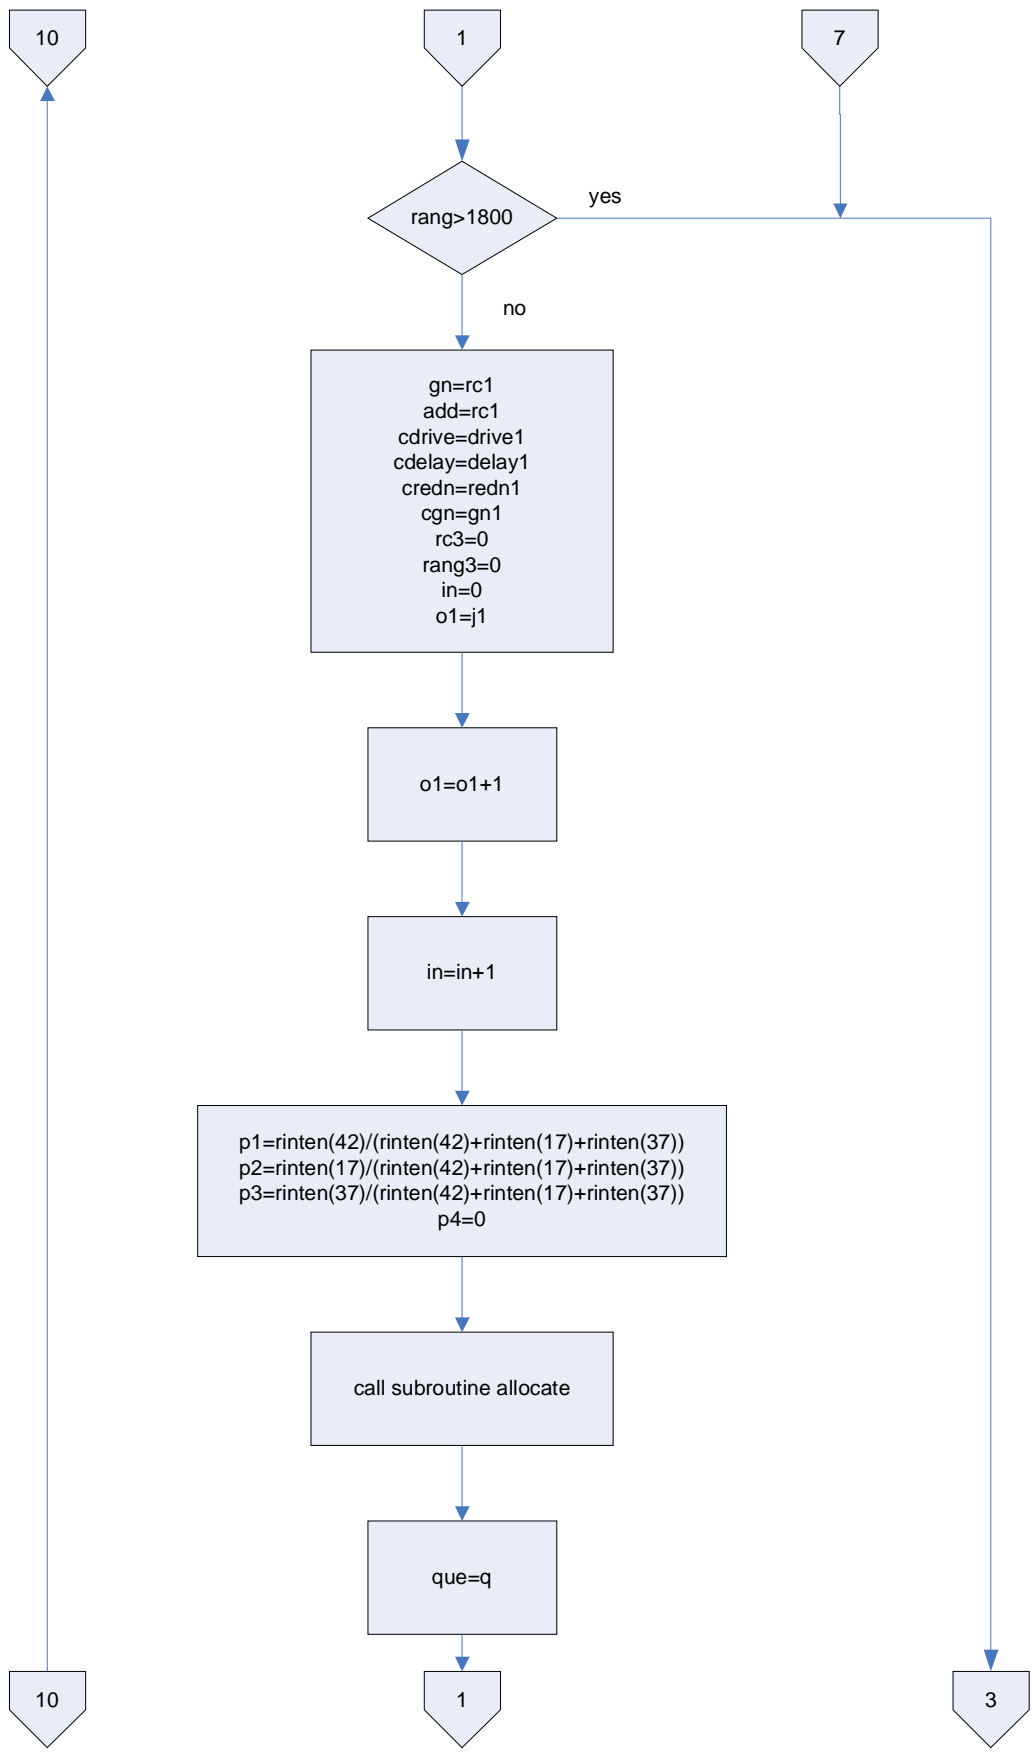 10
1
7
rang>1800
yes
no
gn=rc1
add=rc1
cdrive=drive1
cdelay=delay1
credn=redn1
cgn=gn1
rc3=0
rang3=0
in=0
o1=j1
o1=o1+1
in=in+1
p1=rinten(42)/(rinten(42)+rinten(17)+rinten(37))
p2=rinten(17)/(rinten(42)+rinten(17)+rinten(37))
p3=rinten(37)/(rinten(42)+rinten(17)+rinten(37))
p4=0
call subroutine allocate
que=q
10
1
3